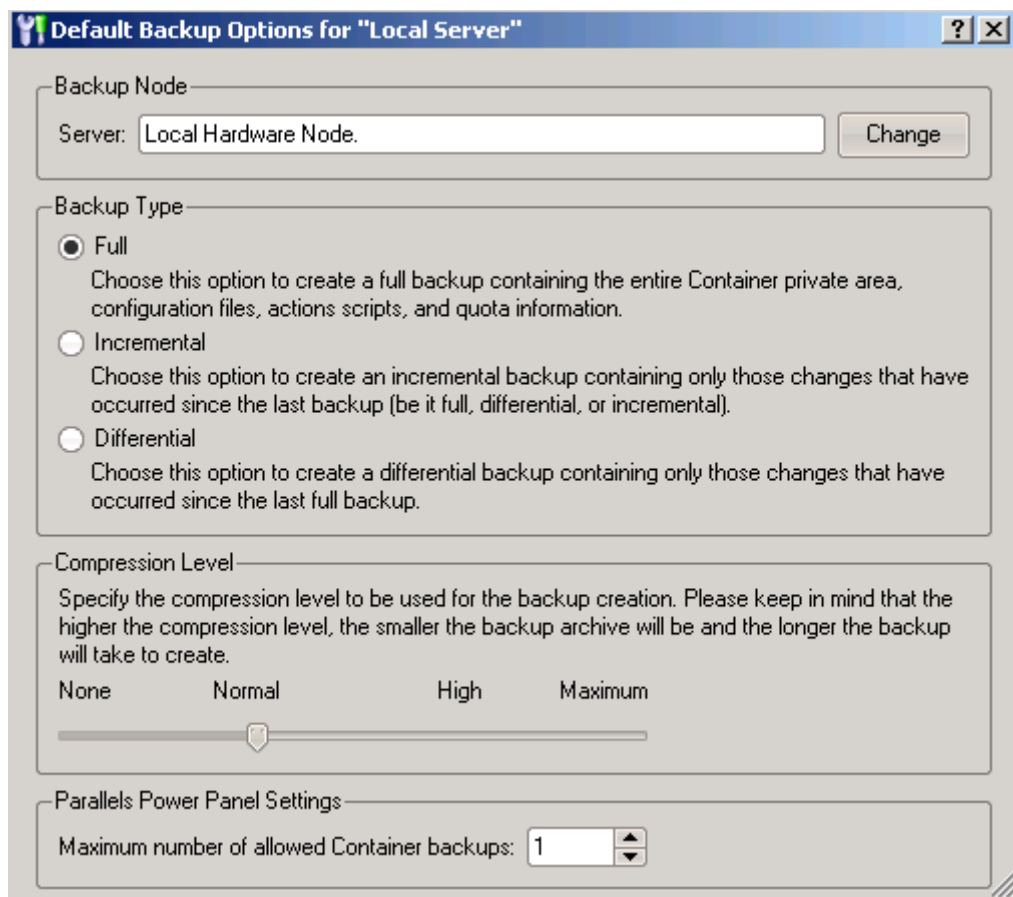 Default Backup Options for "Local Server"
Backup Node
Server: Local Hardware Node. Change
Backup Type
Full
Choose this option to create a full backup containing the entire Container private area,
configuration files, actions scripts, and quota information.
Incremental
Choose this option to create an incremental backup containing only those changes that have
occurred since the last backup (be it full, differential, or incremental).
Differential
Choose this option to create a differential backup containing only those changes that have
occurred since the last full backup.
Compression Level
Specify the compression level to be used for the backup creation. Please keep in mind that the
higher the compression level, the smaller the backup archive will be and the longer the backup
will take to create.
None Normal High Maximum
Parallels Power Panel Settings
Maximum number of allowed Container backups: 1